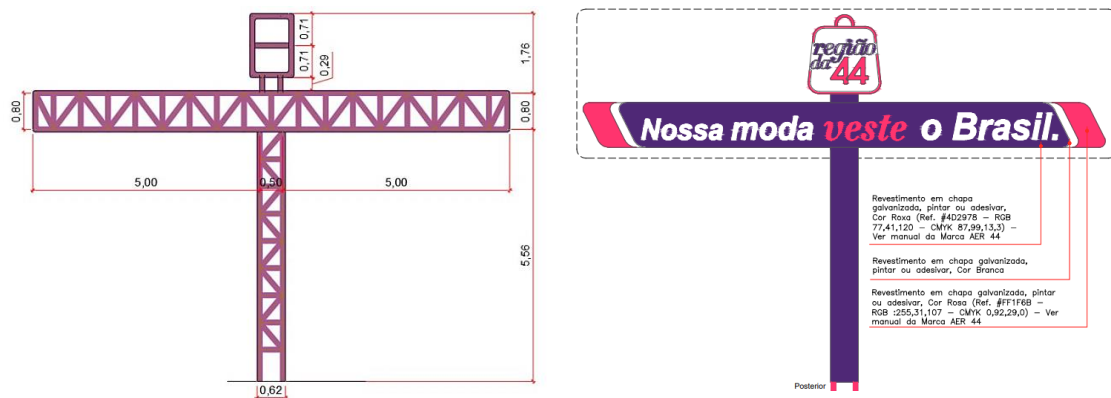 0,71
0,71
0,29
1,76
0,80
0,80
5,00
0,50
5,00
5,56
0,62
região
da 44
Nossa moda veste o Brasil.
Revestimento em chapa
galvanizada, pintar ou adesivar,
Cor Roxa (Ref. #4D2978 – RGB
77,41,120 – CMYK 87,99,13,3) –
Ver manual da Marca AER 44
Revestimento em chapa galvanizada,
pintar ou adesivar, Cor Branca
Revestimento em chapa galvanizada, pintar
ou adesivar, Cor Rosa (Ref. #FF1F6B –
RGB :255,31,107 – CMYK 0,92,29,0) – Ver
manual da Marca AER 44
Posterior